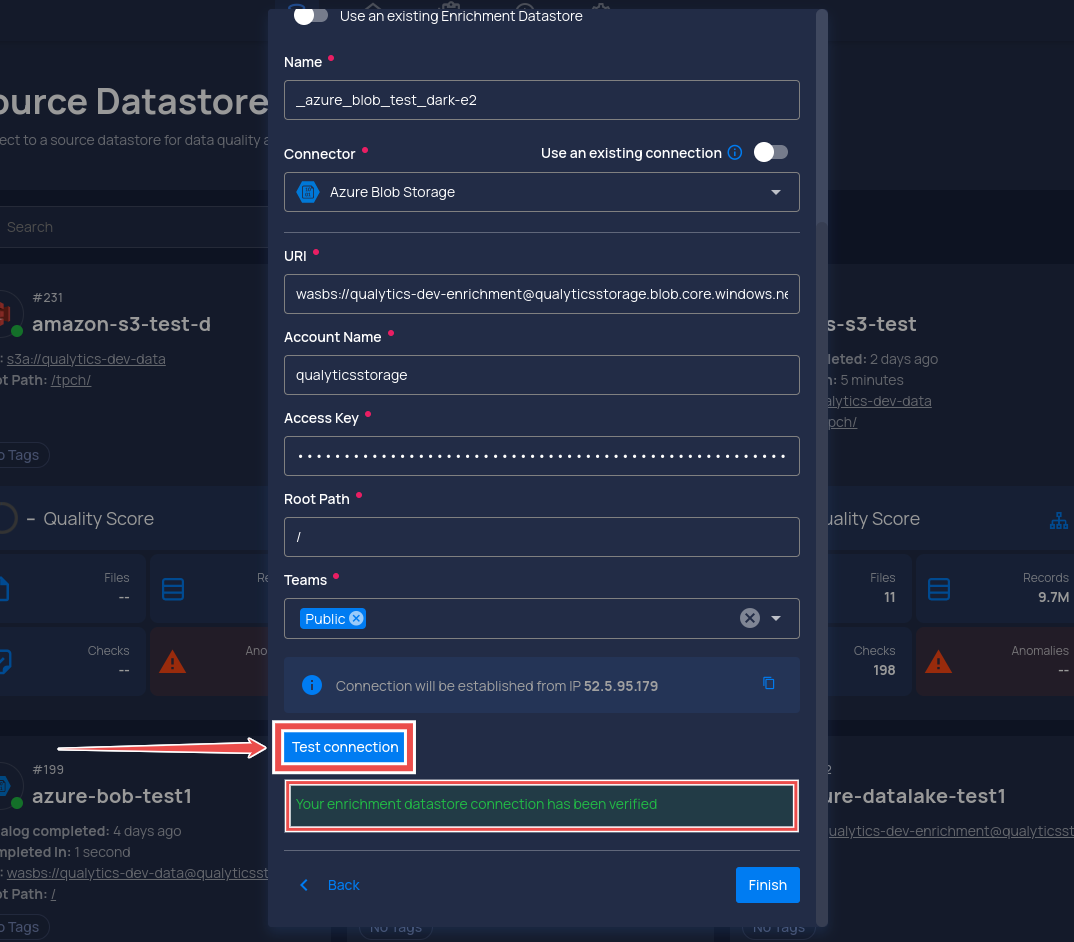 Use an existing Enrichment Datastore
Name
_azure_blob_test_dark-e2
Connector
Use an existing connection
Azure Blob Storage
URI
wasbs://qualytics-dev-enrichment@qualyticsstorage.blob.core.windows.ne
Account Name
qualyticsstorage
Access Key
Root Path
/
Teams
Public
Connection will be established from IP 52.5.95.179
Test connection
Your enrichment datastore connection has been verified
Back
Finish
ource Datastore
ect to a source datastore for data quality a
Search
#231
amazon-s3-test-d
: s3a://qualytics-dev-data
ot Path: /tpch/
o Tags
– Quality Score
Files
--
Re
Checks
--
Ano
#199
azure-bob-test1
alog completed: 4 days ago
mpleted In: 1 second
: wasbs://qualytics-dev-data@qualyticsst
ot Path: /
o Tags
No Tags
s-s3-test
leted: 2 days ago
n: 5 minutes
alytics-dev-data
pch/
uality Score
Files
11
Records
9.7M
Checks
198
Anomalies
--
2
ure-datalake-test1
ualytics-dev-enrichment@qualyticsst
No Tags